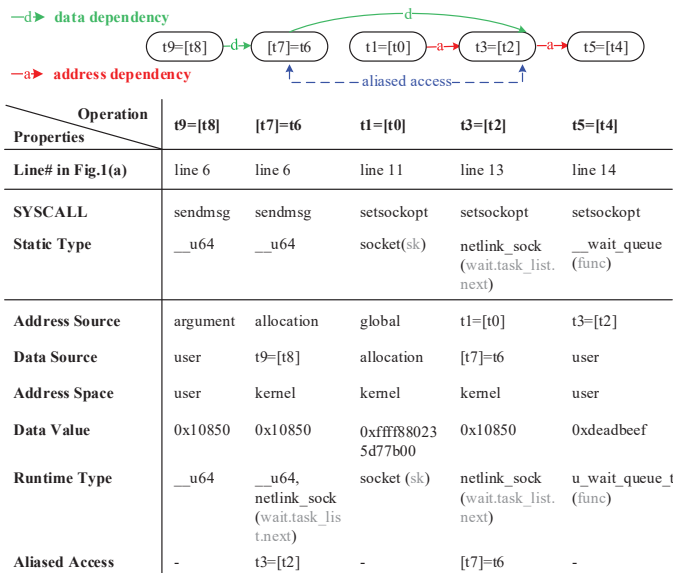 d data dependency
d
t9=[t8] d [t7]=t6 t1=[t0] a t3=[t2] a t5=[t4]
a address dependency
aliased access
Operation
Properties
t9=[t8] [t7]=t6 t1=[t0] t3=[t2] t5=[t4]
Line# in Fig.1(a) line 6 line 6 line 11 line 13 line 14
SYSCALL sendmsg sendmsg setsockopt setsockopt setsockopt
Static Type __u64 __u64 socket(sk) netlink_sock __wait_queue
(wait.task_list. (func)
next)
Address Source argument allocation global t1=[t0] t3=[t2]
Data Source user t9=[t8] allocation [t7]=t6 user
Address Space user kernel kernel kernel user
Data Value 0x10850 0x10850 0xffff88023 0x10850 0xdeadbeef
5d77b00
Runtime Type __u64 __u64, socket (sk) netlink_sock u_wait_queue_t
netlink_sock (wait.task_list. (func)
(wait.task_lis next)
t.next)
Aliased Access - t3=[t2] - [t7]=t6 -